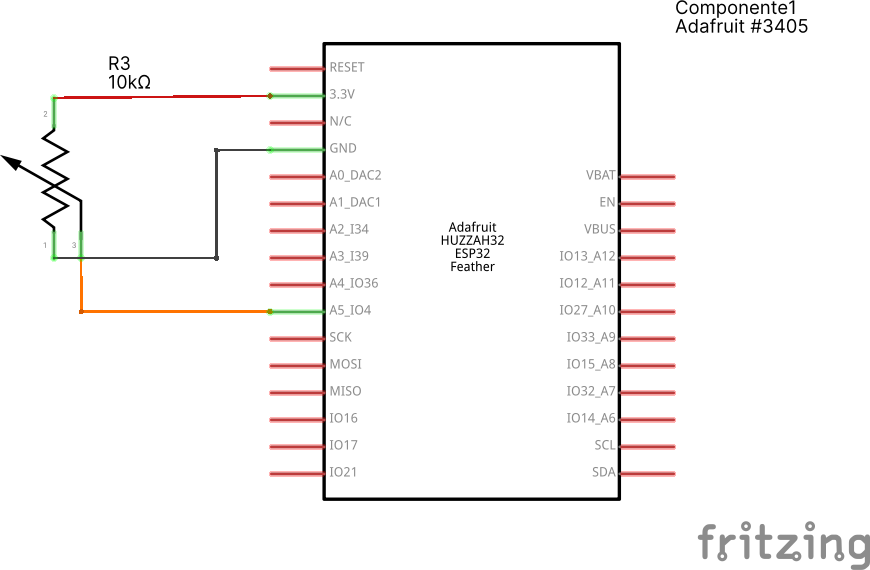 Componente1
Adafruit #3405
R3
10kΩ
2
1
3
RESET
3.3V
N/C
GND
A0_DAC2
A1_DAC1
A2_I34
A3_I39
A4_IO36
A5_IO4
SCK
MOSI
MISO
IO16
IO17
IO21
Adafruit
HUZZAH32
ESP32
Feather
VBAT
EN
VBUS
IO13_A12
IO12_A11
IO27_A10
IO33_A9
IO15_A8
IO32_A7
IO14_A6
SCL
SDA
fritzing